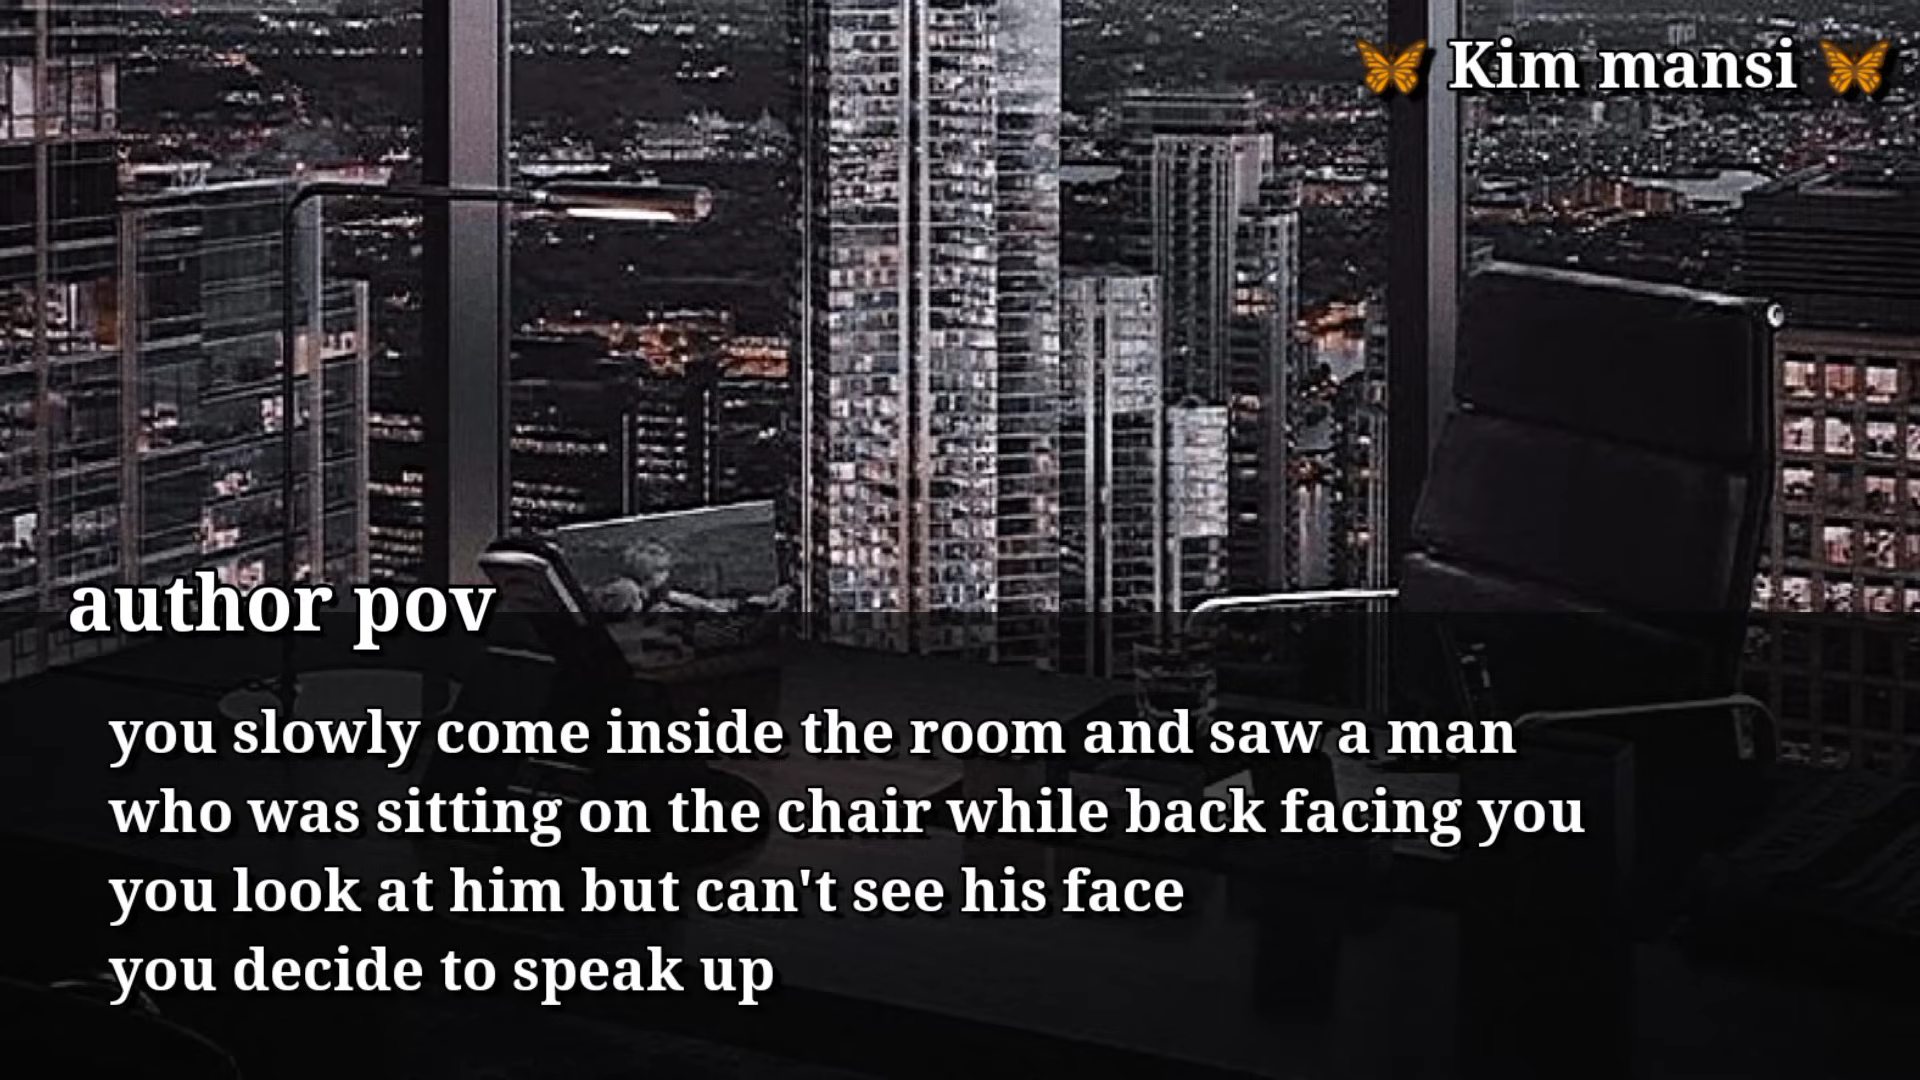 🦋 Kim mansi 🦋
author pov
you slowly come inside the room and saw a man
who was sitting on the chair while back facing you
you look at him but can't see his face
you decide to speak up